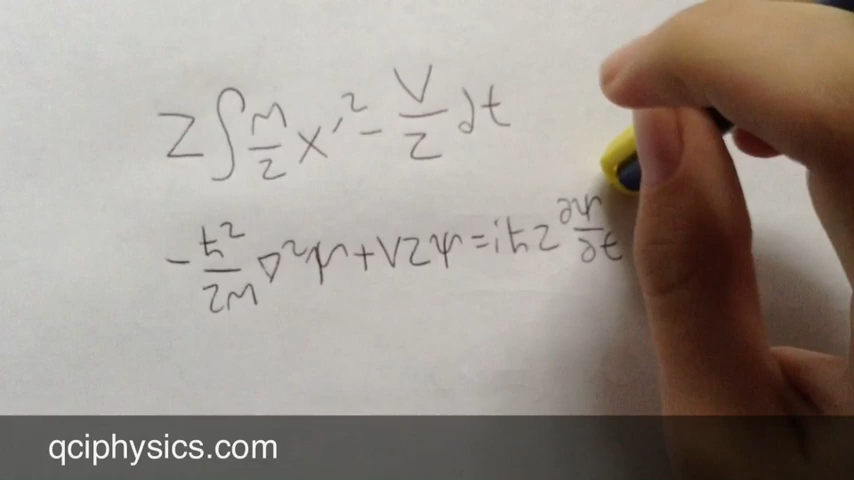 Z∫ M/2 x'² - V/Z dt
-ħ²/2M ∇²ψ + VZψ = iħZ ∂ψ/∂t
qciphysics.com